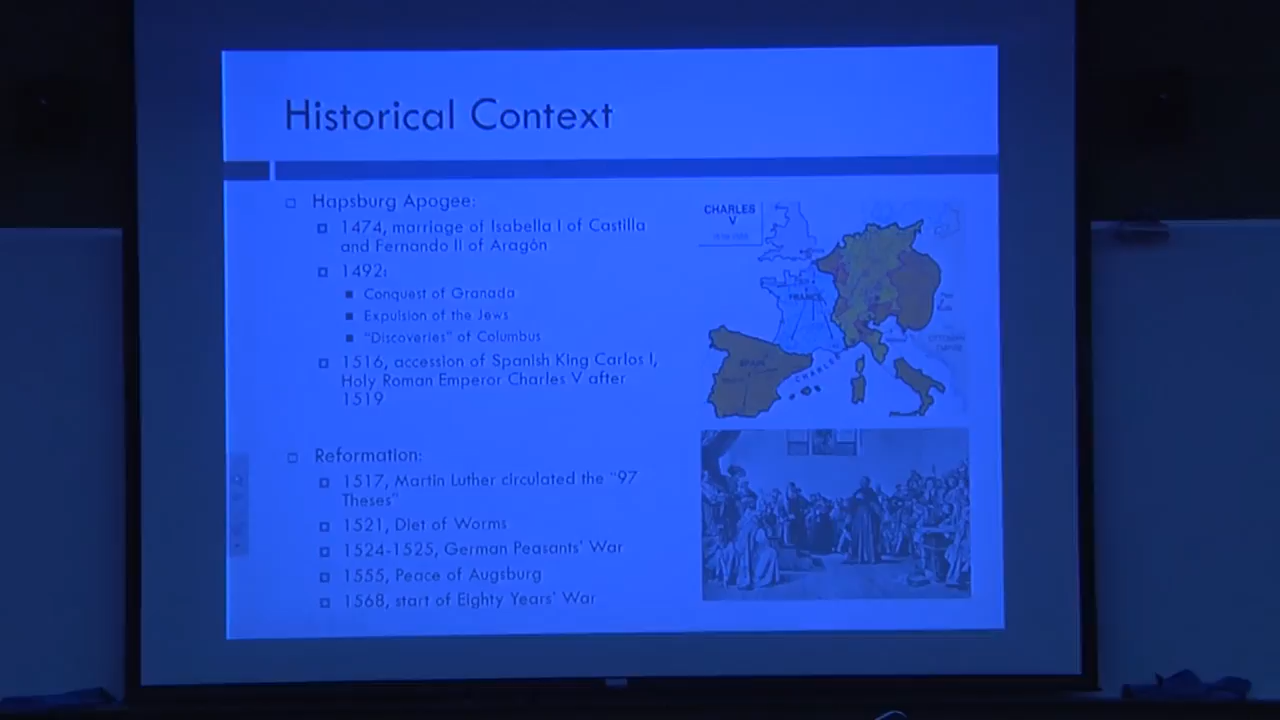 Historical Context
Hapsburg Apogee:
1474, marriage of Isabella I of Castilla
and Fernando II of Aragôn
1492:
Conquest of Granada
Expulsion of the Jews
"Discoveries" of Columbus
1516, accession of Spanish King Carlos I,
Holy Roman Emperor Charles V after
1519
Reformation:
1517, Martin Luther circulated the "97
Theses"
1521, Diet of Worms
1524-1525, German Peasants' War
1555, Peace of Augsburg
1568, start of Eighty Years' War
CHARLES
V
FRANCE
SPAIN